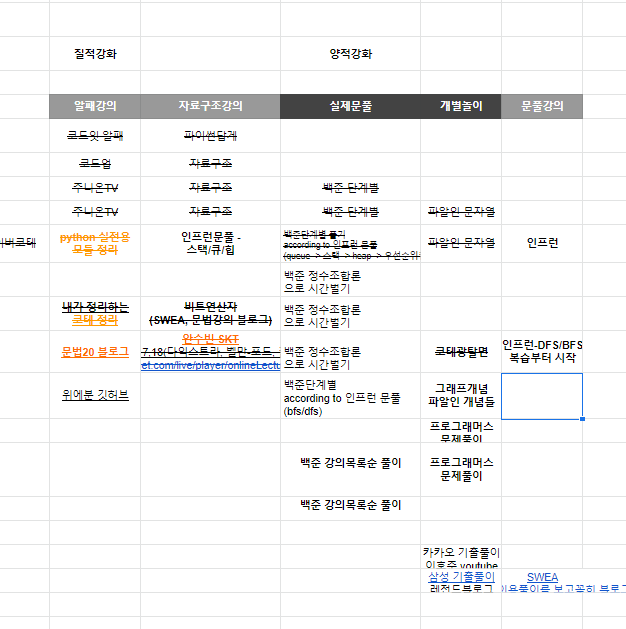 질적강화 양적강화
알패강의 자료구조강의 실제문풀 개별놀이 문풀강의
코드잇 알패 파이썬답게
코드업 자료구조
주니온TV 자료구조 백준 단계별
주니온TV 자료구조 백준 단계별 파알인 문자열
python 실전용
모듈 정리
인프런문풀 -
스택/큐/힙
백준단계별 풀기
according to 인프런 문풀
(queue -> 스택 -> heap -> 우선순위
파알인 문자열
인프런
백준 정수조합론
으로 시간벌기
내가 정리하는
코테 정리
비트연산자
(SWEA, 문법강의 블로그)
백준 정수조합론
으로 시간벌기
문법20 블로그
안수빈 SKT
7.18(다익스트라, 벨만-포드,
et.com/live/player/onlineLectu
백준 정수조합론
으로 시간벌기
코테광탈면
인프런-DFS/BFS
복습부터 시작
위에분 깃허브
백준단계별
according to 인프런 문풀
(bfs/dfs)
그래프개념
파알인 개념들
프로그래머스
문제풀이
백준 강의목록순 풀이
프로그래머스
문제풀이
백준 강의목록순 풀이
카카오 기출풀이
이호준 youtube
삼성 기출풀이 SWEA
레전드블로그